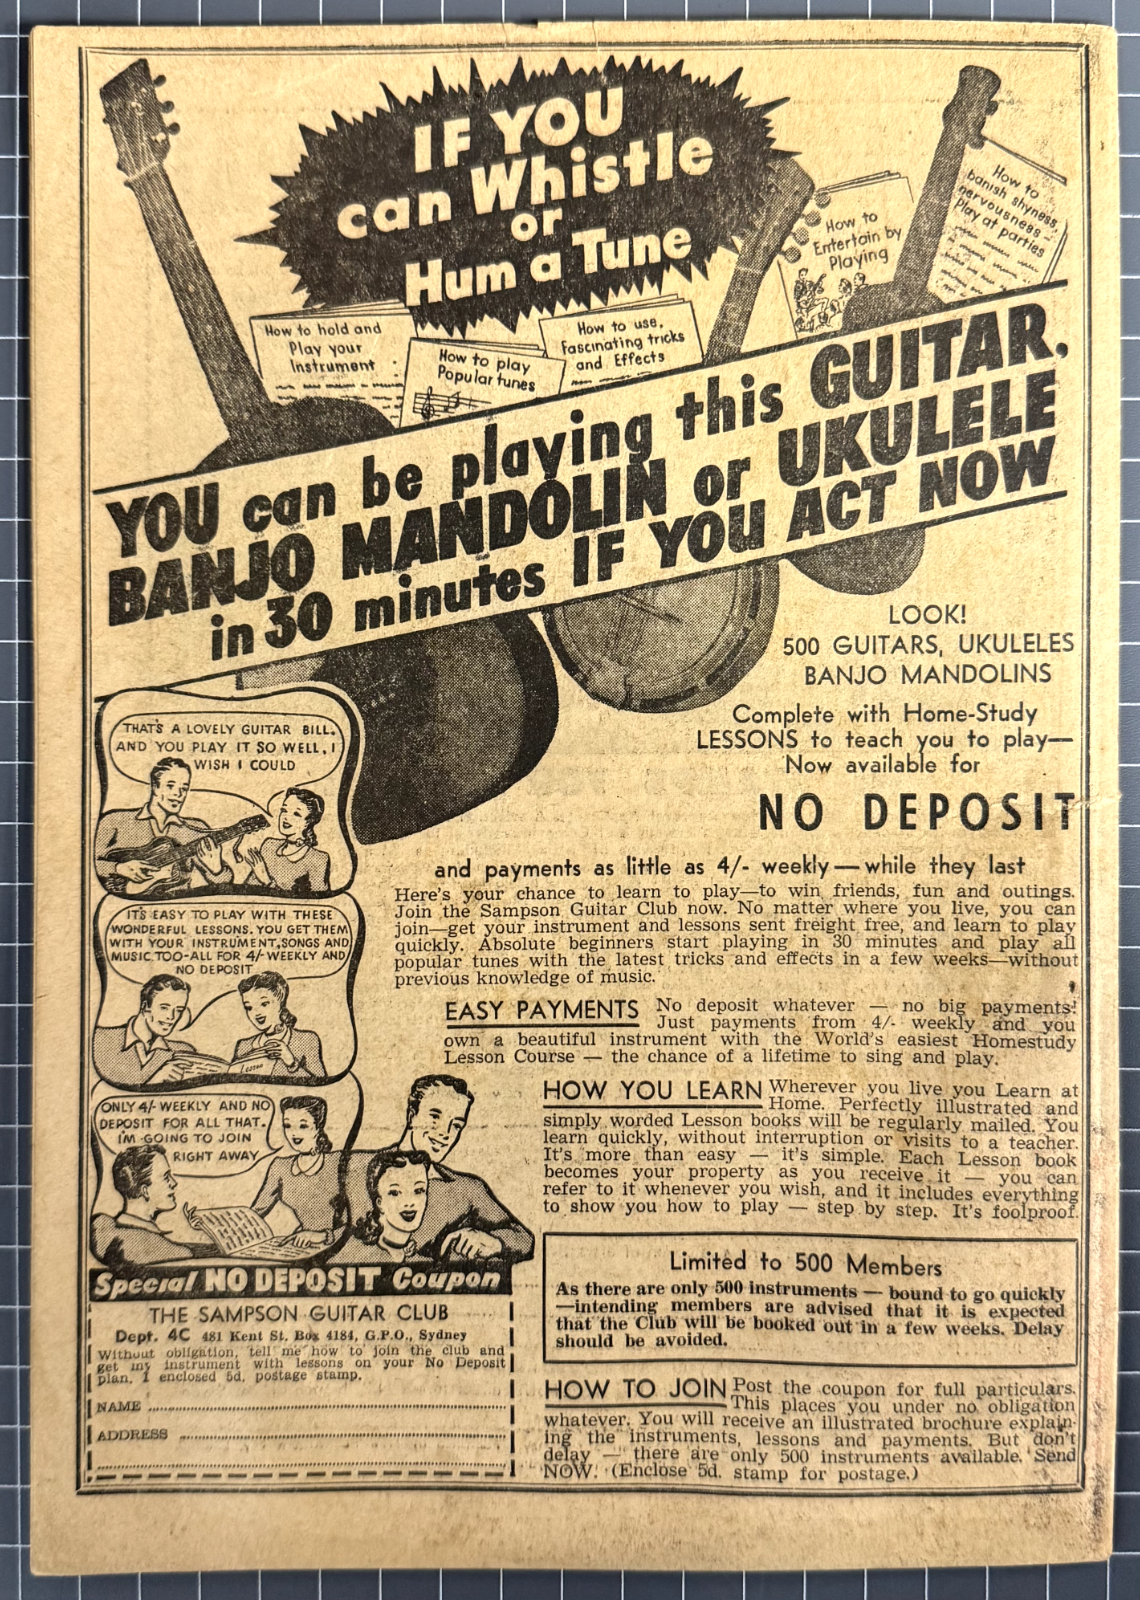 IF YOU
can Whistle
or
Hum a Tune
How to hold and
Play your
Instrument
How to play
Popular tunes
How to use,
Fascinating tricks
and Effects
How to
Entertain by
Playing
How to
banish shyness,
nervousness -
Play at parties
YOU can be playing this GUITAR,
BANJO MANDOLIN or UKULELE
in 30 minutes IF YOU ACT NOW
LOOK!
500 GUITARS, UKULELES
BANJO MANDOLINS
Complete with Home-Study
LESSONS to teach you to play—
Now available for
NO DEPOSIT
and payments as little as 4/- weekly — while they last
Here's your chance to learn to play—to win friends, fun and outings.
Join the Sampson Guitar Club now. No matter where you live, you can
join—get your instrument and lessons sent freight free, and learn to play
quickly. Absolute beginners start playing in 30 minutes and play all
popular tunes with the latest tricks and effects in a few weeks—without
previous knowledge of music.
THAT'S A LOVELY GUITAR BILL.
AND YOU PLAY IT SO WELL, I
WISH I COULD
IT'S EASY TO PLAY WITH THESE
WONDERFUL LESSONS. YOU GET THEM
WITH YOUR INSTRUMENT, SONGS AND
MUSIC TOO-ALL FOR 4/- WEEKLY AND
NO DEPOSIT
Lesson
ONLY 4/- WEEKLY AND NO
DEPOSIT FOR ALL THAT.
I'M GOING TO JOIN
RIGHT AWAY
EASY PAYMENTS No deposit whatever — no big payments!
Just payments from 4/- weekly and you
own a beautiful instrument with the World's easiest Homestudy
Lesson Course — the chance of a lifetime to sing and play.
HOW YOU LEARN Wherever you live you Learn at
Home. Perfectly illustrated and
simply worded Lesson books will be regularly mailed. You
learn quickly, without interruption or visits to a teacher.
It's more than easy — it's simple. Each Lesson book
becomes your property as you receive it — you can
refer to it whenever you wish, and it includes everything
to show you how to play — step by step. It's foolproof.
Limited to 500 Members
As there are only 500 instruments — bound to go quickly
—intending members are advised that it is expected
that the Club will be booked out in a few weeks. Delay
should be avoided.
HOW TO JOIN Post the coupon for full particulars.
This places you under no obligation
whatever. You will receive an illustrated brochure explain-
ing the instruments, lessons and payments. But don't
delay — there are only 500 instruments available. Send
NOW. (Enclose 5d. stamp for postage.)
Special NO DEPOSIT Coupon
THE SAMPSON GUITAR CLUB
Dept. 4C 481 Kent St. Box 4184, G.P.O., Sydney
Without obligation, tell me how to join the club and
get my instrument with lessons on your No Deposit
plan. I enclosed 5d. postage stamp.
NAME
ADDRESS